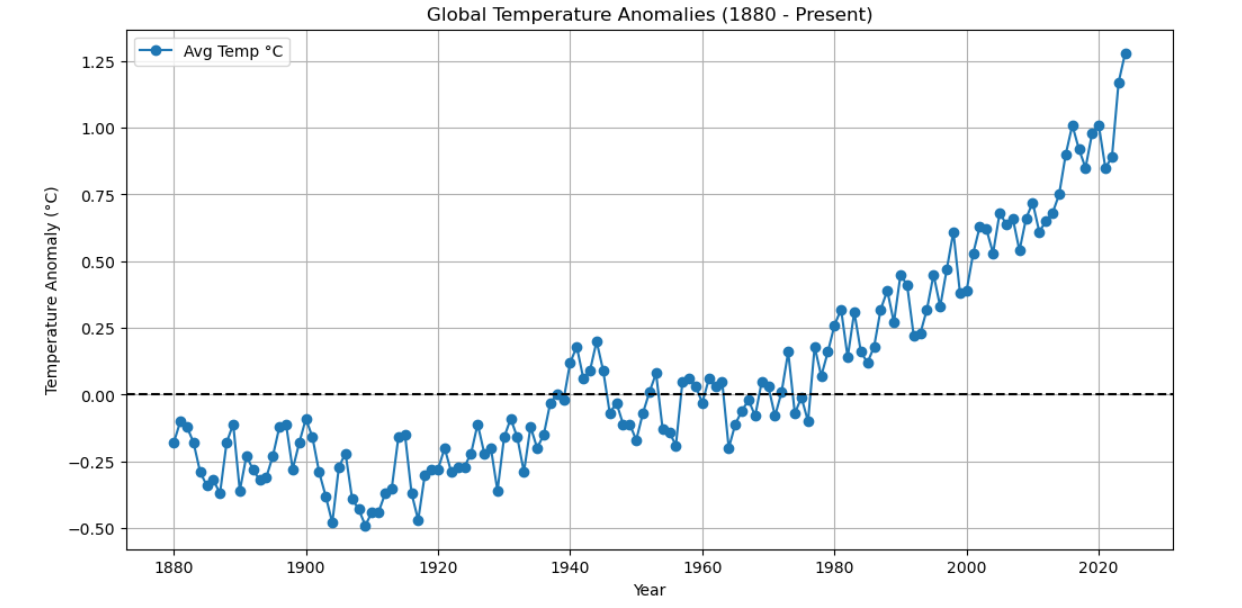 Global Temperature Anomalies (1880 - Present)
Avg Temp °C
Temperature Anomaly (°C)
1.25
1.00
0.75
0.50
0.25
0.00
−0.25
−0.50
1880 1900 1920 1940 1960 1980 2000 2020
Year